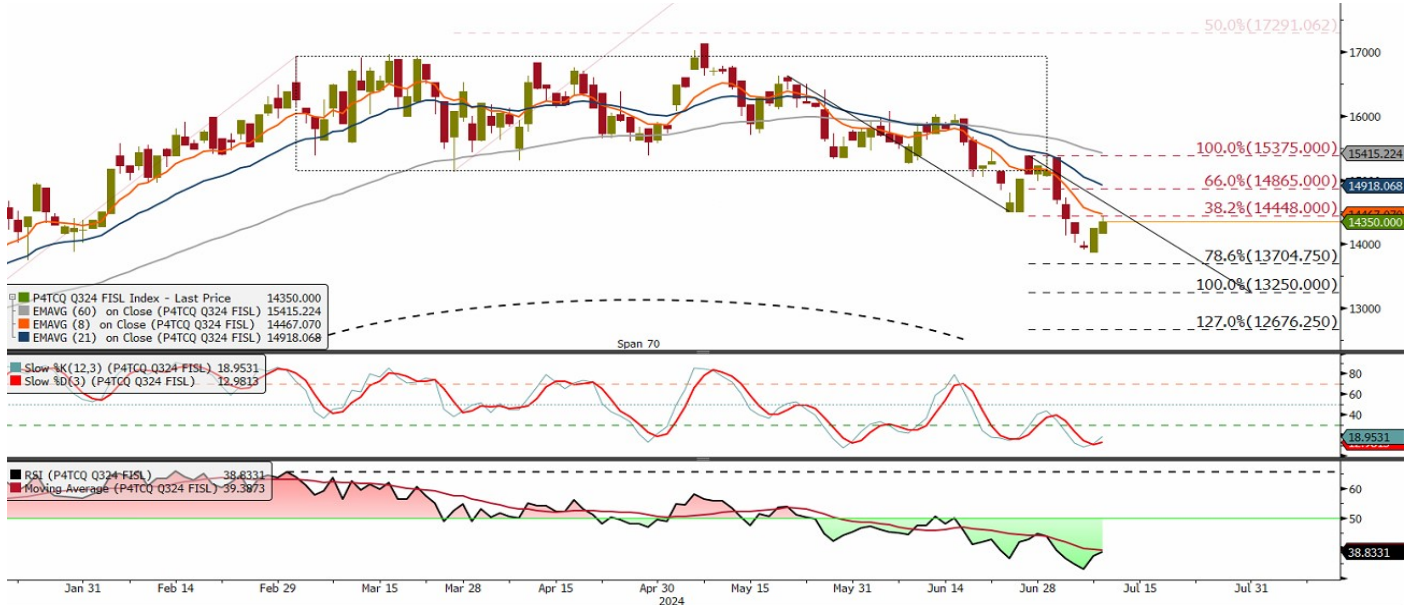 50.0%(17291.062)
17000
16000
100.0%(15375.000)
15415.224
66.0%(14865.000)
14918.068
38.2%(14448.000)
14467.070
14350.000
14000
78.6%(13704.750)
100.0%(13250.000)
13000
127.0%(12676.250)
P4TCQ Q324 FISL Index - Last Price 14350.000
EMAVG (60) on Close (P4TCQ Q324 FISL) 15415.224
EMAVG (8) on Close (P4TCQ Q324 FISL) 14467.070
EMAVG (21) on Close (P4TCQ Q324 FISL) 14918.068
Span 70
Slow %K(12,3) (P4TCQ Q324 FISL) 18.9531
Slow %D(3) (P4TCQ Q324 FISL) 12.9813
80
60
40
18.9531
RSI (P4TCQ Q324 FISL) 38.8331
Moving Average (P4TCQ Q324 FISL) 39.3873
60
50
38.8331
Jan 31 Feb 14 Feb 29 Mar 15 Mar 28 Apr 15 Apr 30 May 15 May 31 Jun 14 Jun 28 Jul 15 Jul 31
2024